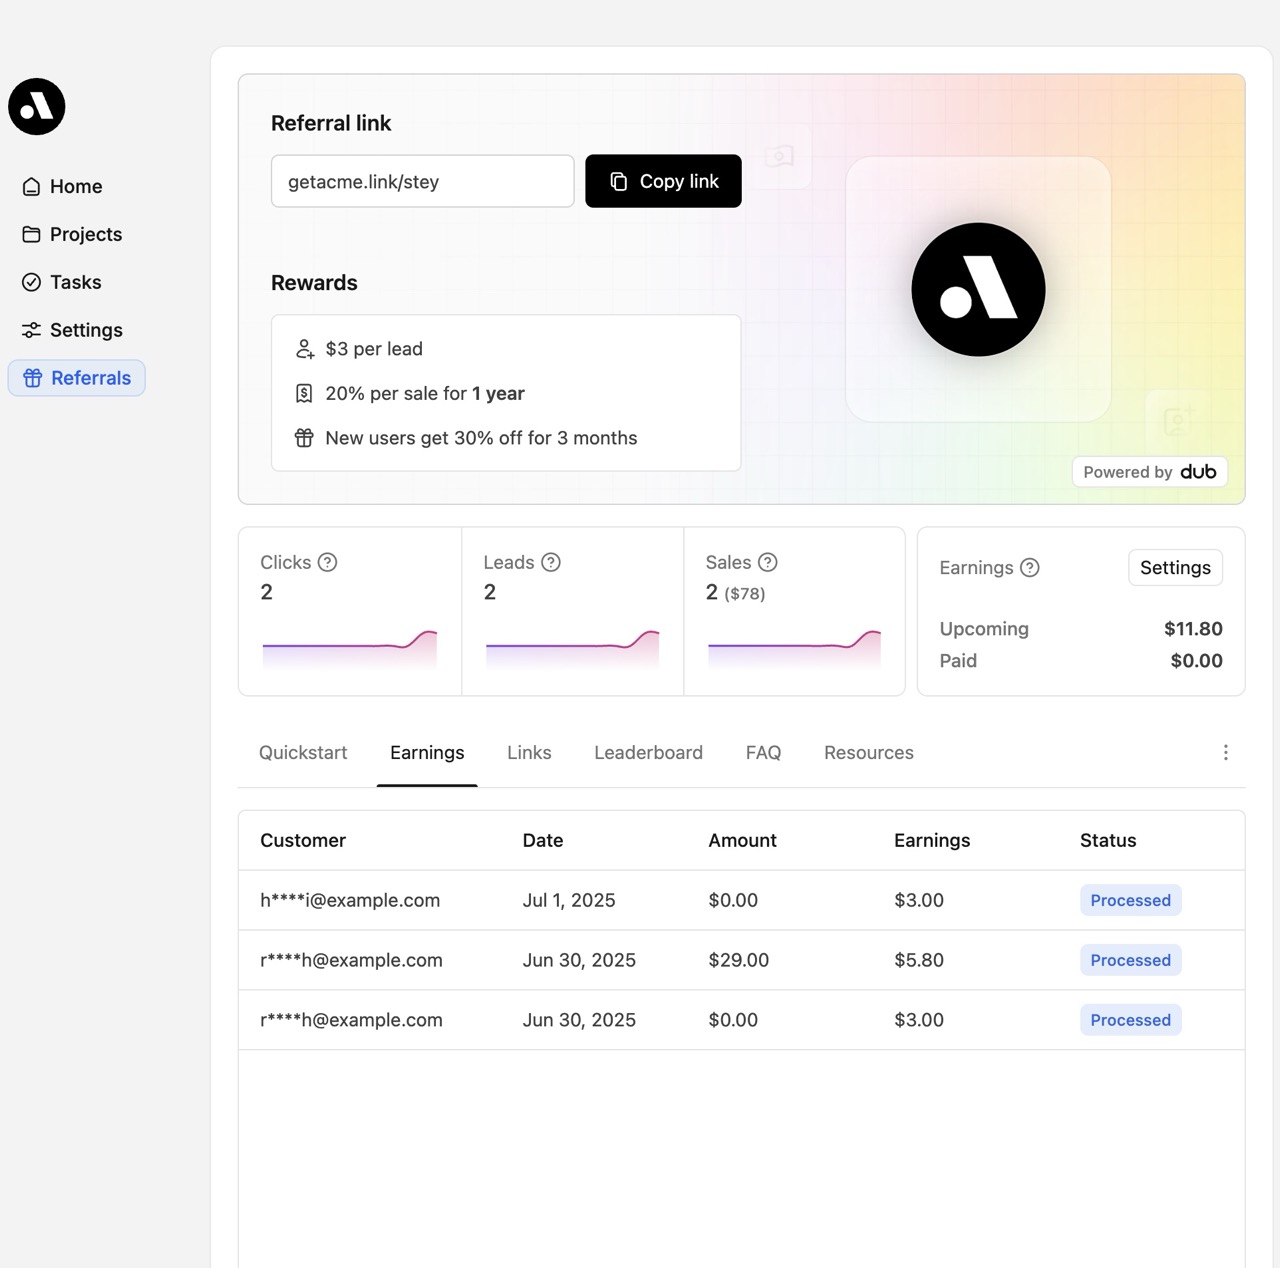 Home
Projects
Tasks
Settings
Referrals
Referral link
getacme.link/stey
Copy link
Rewards
$3 per lead
20% per sale for 1 year
New users get 30% off for 3 months
Powered by dub
Clicks
2
Leads
2
Sales
2 ($78)
Earnings
Settings
Upcoming $11.80
Paid $0.00
Quickstart Earnings Links Leaderboard FAQ Resources
Customer Date Amount Earnings Status
h****i@example.com Jul 1, 2025 $0.00 $3.00 Processed
r****h@example.com Jun 30, 2025 $29.00 $5.80 Processed
r****h@example.com Jun 30, 2025 $0.00 $3.00 Processed